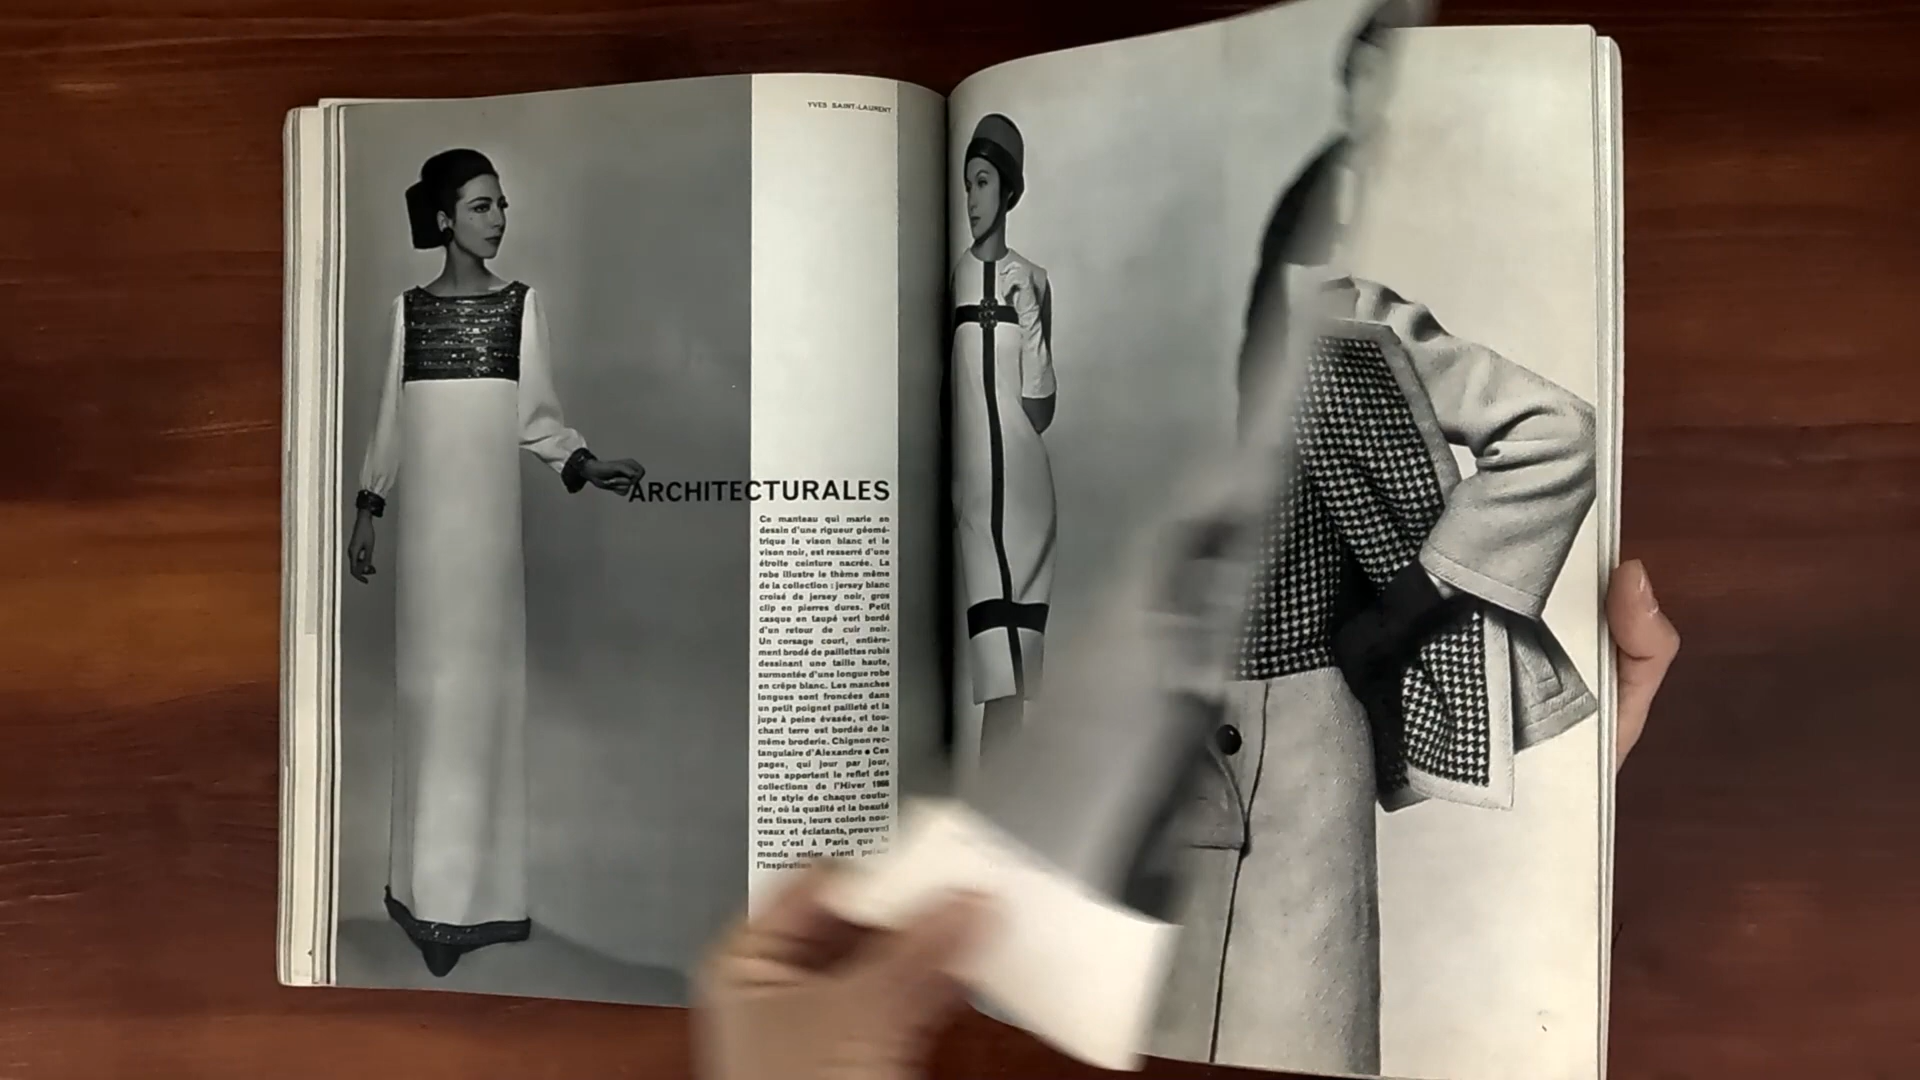 YVES SAINT-LAURENT
ARCHITECTURALES
Ce manteau qui marie en
dessin d'une rigueur géomé-
trique le vison blanc et le
vison noir, est resserré d'une
étroite ceinture nacrée. La
robe illustre le thème même
de la collection : jersey blanc
croisé de jersey noir, gros
clip en pierres dures. Petit
casque en taupé vert bordé
d'un retour de cuir noir.
Un corsage court, entière-
ment brodé de paillettes rubis
dessinant une taille haute,
surmontée d'une longue robe
en crêpe blanc. Les manches
longues sont froncées dans
un petit poignet pailleté et la
jupe à peine évasée, et tou-
chant terre est bordée de la
même broderie. Chignon rec-
tangulaire d'Alexandre ● Ces
pages, qui jour par jour,
vous apportent le reflet des
collections de l'Hiver 1966
et le style de chaque coutu-
rier, où la qualité et la beauté
des tissus, leurs coloris nou-
veaux et éclatants, prouvent
que c'est à Paris que le
monde entier vient
l'inspiration